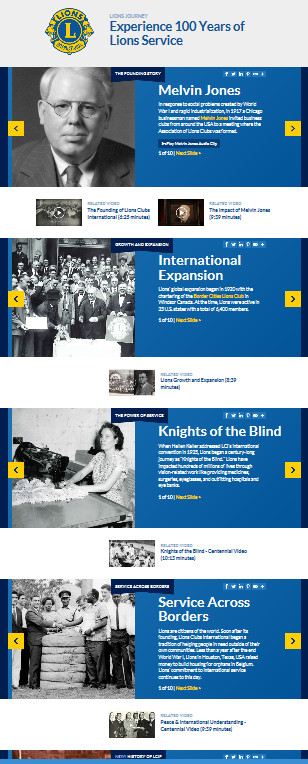 LIONS
LIONS JOURNEY
Experience 100 Years of
Lions Service
THE FOUNDING STORY
Melvin Jones
In response to social problems created by World
War I and rapid industrialization, in 1917 a Chicago
businessman named Melvin Jones invited business
clubs from around the USA to a meeting where the
Association of Lions Clubs was formed.
Play Melvin Jones Audio Clip
1 of 10 | Next Slide >
RELATED VIDEO
The Founding of Lions Clubs
International (6:25 minutes)
RELATED VIDEO
The Impact of Melvin Jones
(9:39 minutes)
GROWTH AND EXPANSION
International
Expansion
Lions' global expansion began in 1920 with the
chartering of the Border Cities Lions Club in
Windsor Canada. At the time, Lions were active in
23 U.S. states with a total of 6,400 members.
1 of 10 | Next Slide >
RELATED VIDEO
Lions Growth and Expansion (8:39
minutes)
THE POWER OF SERVICE
Knights of the Blind
When Helen Keller addressed LCI's international
convention in 1925, Lions began a century-long
journey as "Knights of the Blind." Lions have
impacted hundreds of millions of lives through
vision-related work like providing medicines,
surgeries, eyeglasses, and outfitting hospitals and
eye banks.
1 of 10 | Next Slide >
RELATED VIDEO
Knights of the Blind - Centennial Video
(10:13 minutes)
SERVICE ACROSS BORDERS
Service Across
Borders
Lions are citizens of the world. Soon after its
founding, Lions Clubs International began a
tradition of helping people in need outside of their
own communities. Less than a year after the end
World War I, Lions in Houston, Texas, USA raised
money to build housing for orphans in Belgium.
Lions' commitment to international service
continues to this day.
1 of 10 | Next Slide >
RELATED VIDEO
Peace & International Understanding -
Centennial Video (9:39 minutes)
NEW! HISTORY OF LCIF